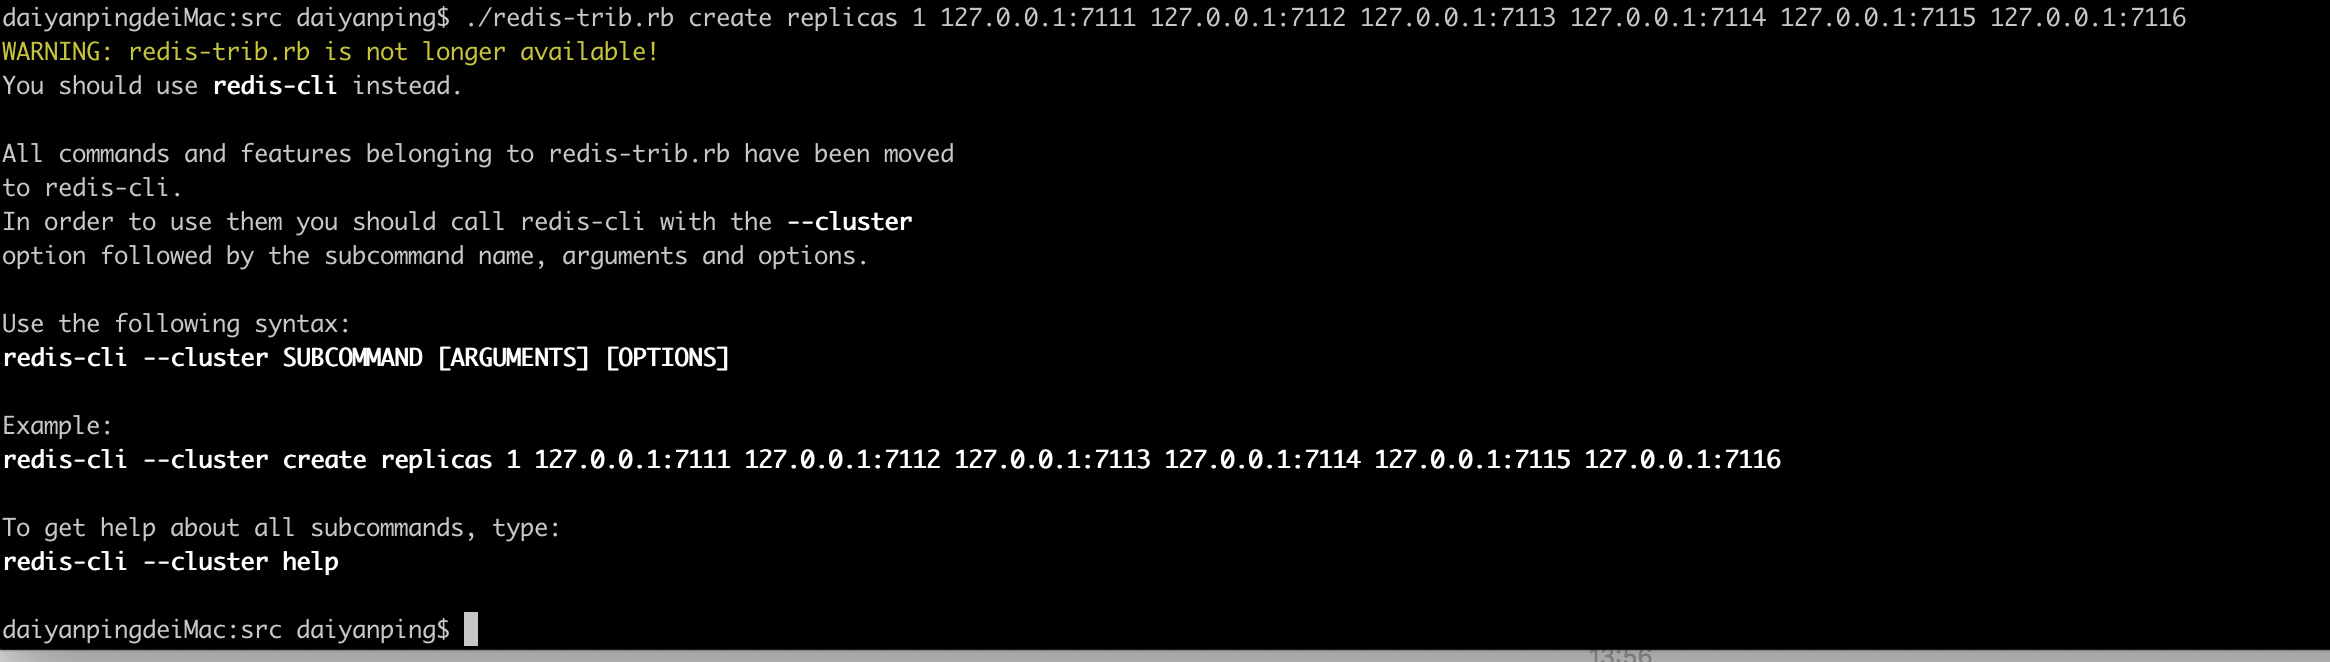 daiyanpingdeiMac:src daiyanping$ ./redis-trib.rb create replicas 1 127.0.0.1:7111 127.0.0.1:7112 127.0.0.1:7113 127.0.0.1:7114 127.0.0.1:7115 127.0.0.1:7116
WARNING: redis-trib.rb is not longer available!
You should use redis-cli instead.

All commands and features belonging to redis-trib.rb have been moved
to redis-cli.
In order to use them you should call redis-cli with the --cluster
option followed by the subcommand name, arguments and options.

Use the following syntax:
redis-cli --cluster SUBCOMMAND [ARGUMENTS] [OPTIONS]

Example:
redis-cli --cluster create replicas 1 127.0.0.1:7111 127.0.0.1:7112 127.0.0.1:7113 127.0.0.1:7114 127.0.0.1:7115 127.0.0.1:7116

To get help about all subcommands, type:
redis-cli --cluster help

daiyanpingdeiMac:src daiyanping$
13:56